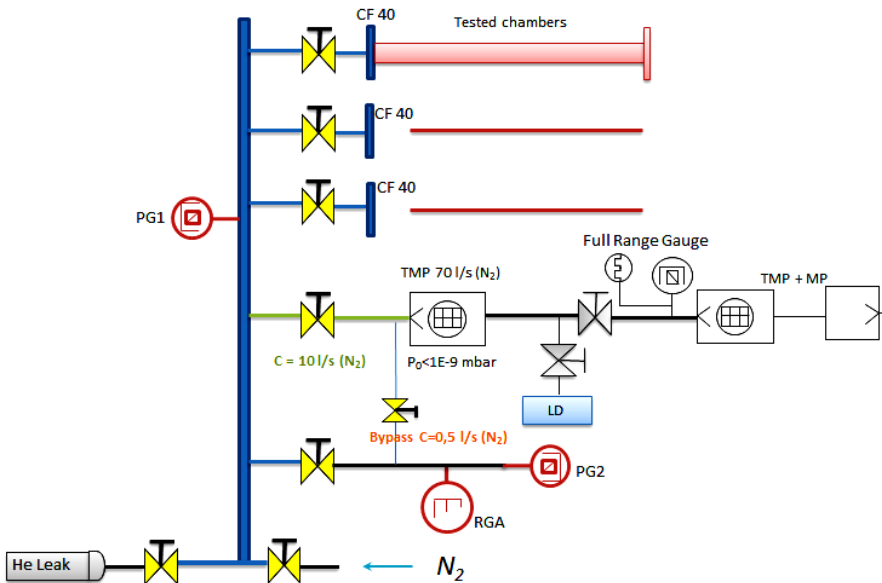 CF 40
Tested chambers
CF 40
CF 40
PG1
Full Range Gauge
TMP 70 l/s (N₂)
TMP + MP
C = 10 l/s (N₂)
P₀<1E-9 mbar
LD
Bypass C=0,5 l/s (N₂)
PG2
RGA
He Leak
N₂